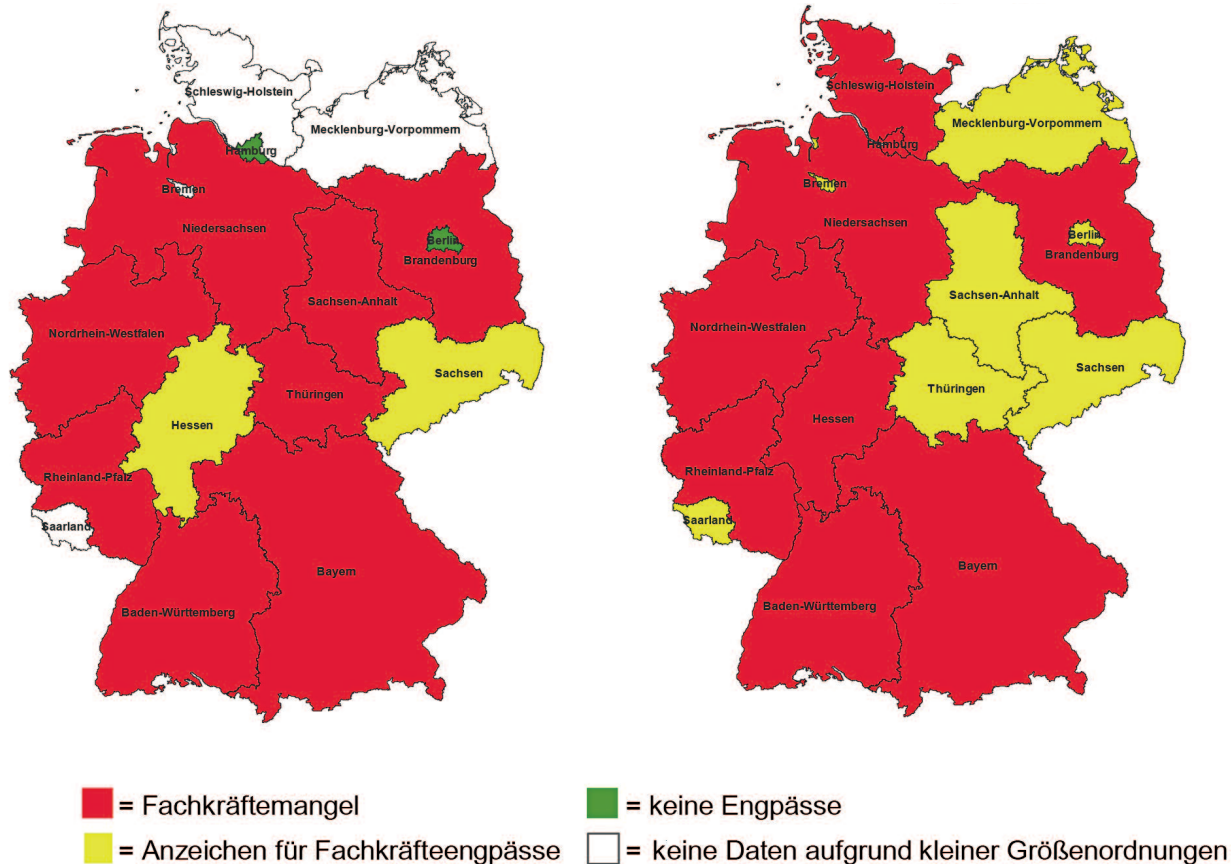 Schleswig-Holstein
Mecklenburg-Vorpommern
Hamburg
Bremen
Niedersachsen
Berlin
Brandenburg
Sachsen-Anhalt
Nordrhein-Westfalen
Sachsen
Thüringen
Hessen
Rheinland-Pfalz
Saarland
Bayern
Baden-Württemberg
Schleswig-Holstein
Mecklenburg-Vorpommern
Hamburg
Bremen
Niedersachsen
Berlin
Brandenburg
Sachsen-Anhalt
Nordrhein-Westfalen
Sachsen
Thüringen
Hessen
Rheinland-Pfalz
Saarland
Bayern
Baden-Württemberg
= Fachkräftemangel
= Anzeichen für Fachkräfteengpässe
= keine Engpässe
= keine Daten aufgrund kleiner Größenordnungen